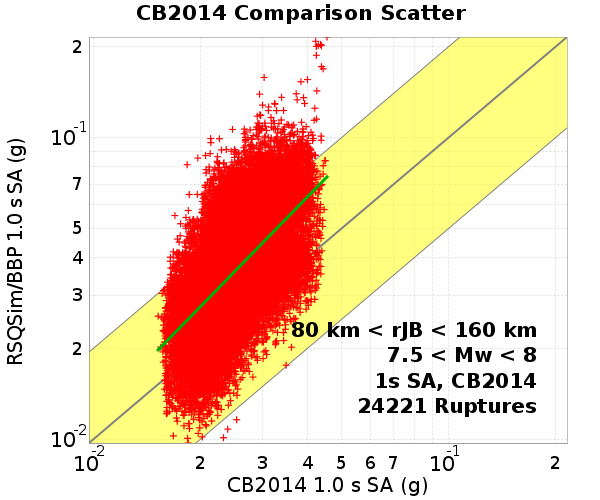 CB2014 Comparison Scatter
RSQSim/BBP 1.0 s SA (g)
2
10-1
7
5
4
3
2
10-2
80 km < rJB < 160 km
7.5 < Mw < 8
1s SA, CB2014
24221 Ruptures
10-2 2 3 4 5 6 7 10-1 2
CB2014 1.0 s SA (g)